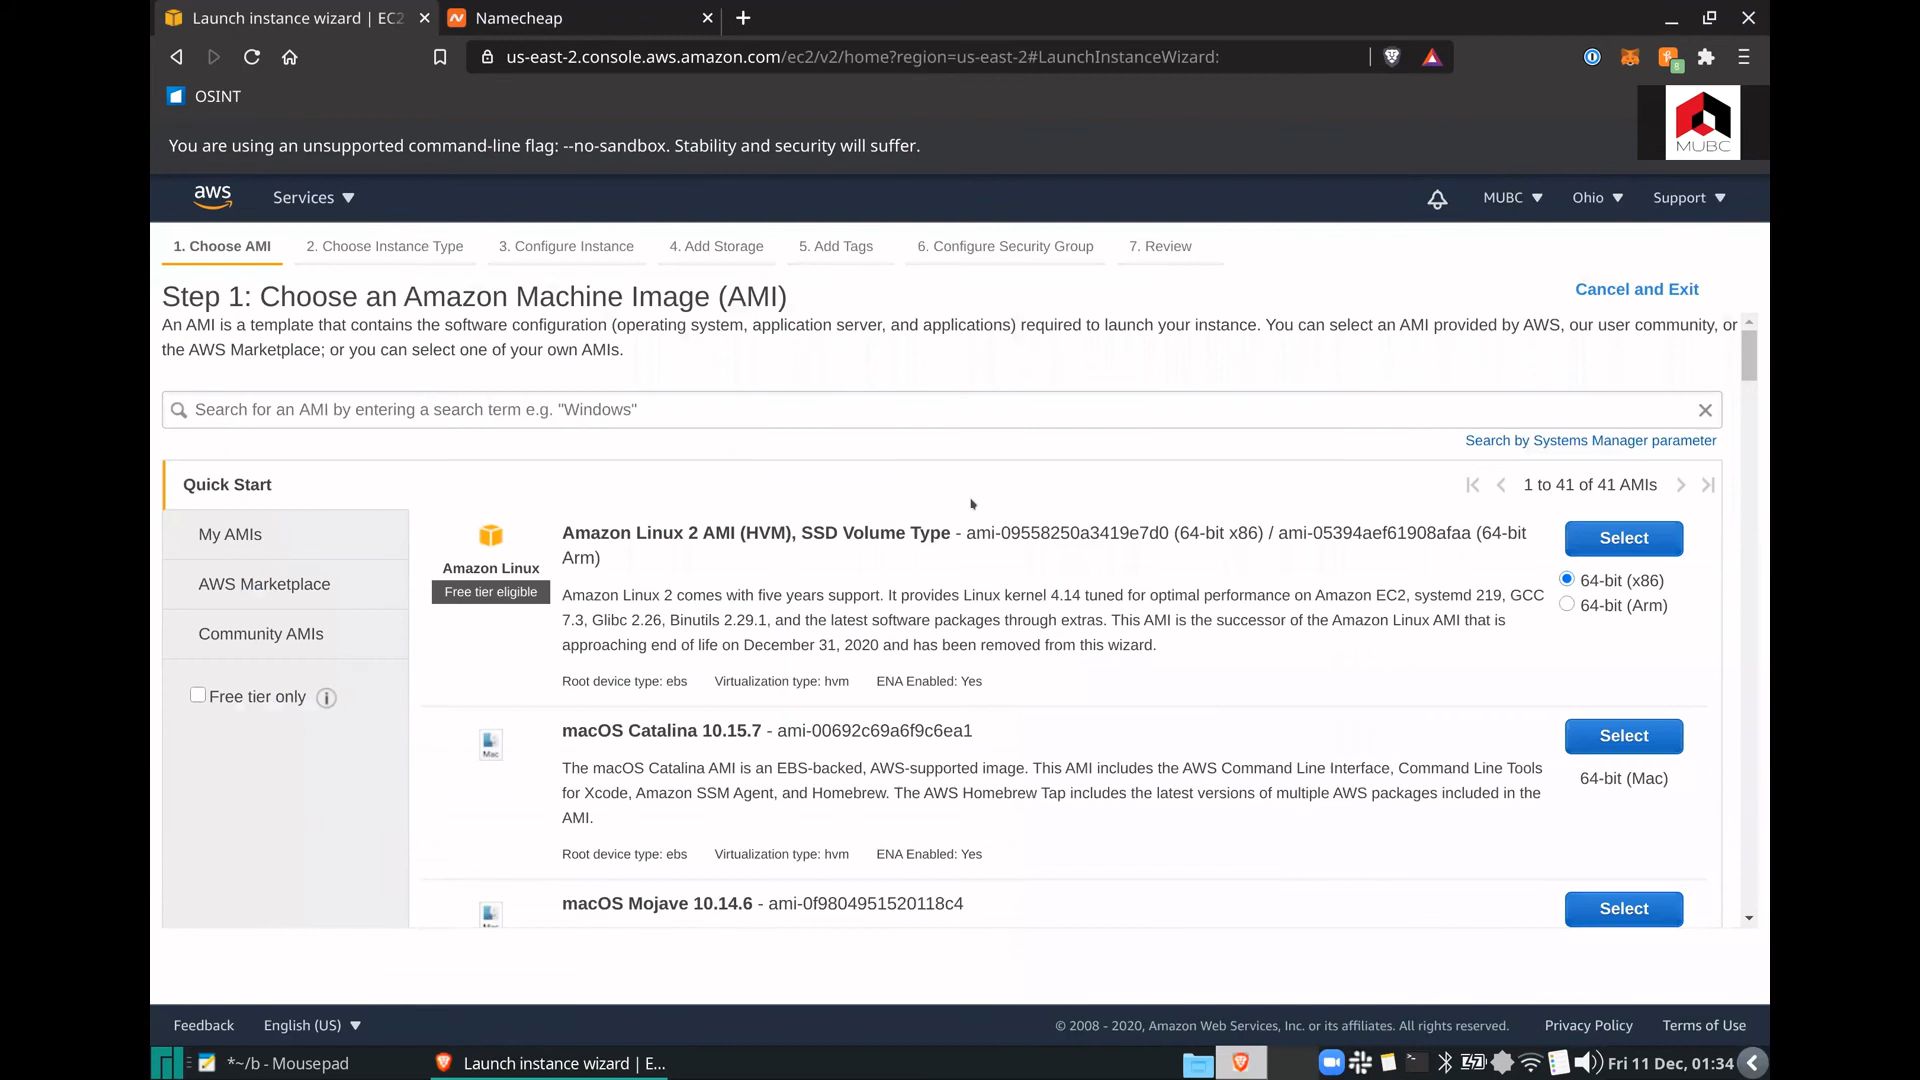 Launch instance wizard | EC2
Namecheap
us-east-2.console.aws.amazon.com/ec2/v2/home?region=us-east-2#LaunchInstanceWizard:
OSINT
You are using an unsupported command-line flag: --no-sandbox. Stability and security will suffer.
MUBC
aws
Services
MUBC
Ohio
Support
1. Choose AMI
2. Choose Instance Type
3. Configure Instance
4. Add Storage
5. Add Tags
6. Configure Security Group
7. Review
Step 1: Choose an Amazon Machine Image (AMI)
Cancel and Exit
An AMI is a template that contains the software configuration (operating system, application server, and applications) required to launch your instance. You can select an AMI provided by AWS, our user community, or
the AWS Marketplace; or you can select one of your own AMIs.
Search for an AMI by entering a search term e.g. "Windows"
Search by Systems Manager parameter
Quick Start
1 to 41 of 41 AMIs
My AMIs
AWS Marketplace
Community AMIs
Free tier only
Amazon Linux
Free tier eligible
Amazon Linux 2 AMI (HVM), SSD Volume Type - ami-09558250a3419e7d0 (64-bit x86) / ami-05394aef61908afaa (64-bit
Arm)
Amazon Linux 2 comes with five years support. It provides Linux kernel 4.14 tuned for optimal performance on Amazon EC2, systemd 219, GCC
7.3, Glibc 2.26, Binutils 2.29.1, and the latest software packages through extras. This AMI is the successor of the Amazon Linux AMI that is
approaching end of life on December 31, 2020 and has been removed from this wizard.
Root device type: ebs
Virtualization type: hvm
ENA Enabled: Yes
Select
64-bit (x86)
64-bit (Arm)
Mac
macOS Catalina 10.15.7 - ami-00692c69a6f9c6ea1
The macOS Catalina AMI is an EBS-backed, AWS-supported image. This AMI includes the AWS Command Line Interface, Command Line Tools
for Xcode, Amazon SSM Agent, and Homebrew. The AWS Homebrew Tap includes the latest versions of multiple AWS packages included in the
AMI.
Root device type: ebs
Virtualization type: hvm
ENA Enabled: Yes
Select
64-bit (Mac)
macOS Mojave 10.14.6 - ami-0f9804951520118c4
Select
Feedback
English (US)
© 2008 - 2020, Amazon Web Services, Inc. or its affiliates. All rights reserved.
Privacy Policy
Terms of Use
*~/b - Mousepad
Launch instance wizard | E...
Fri 11 Dec, 01:34